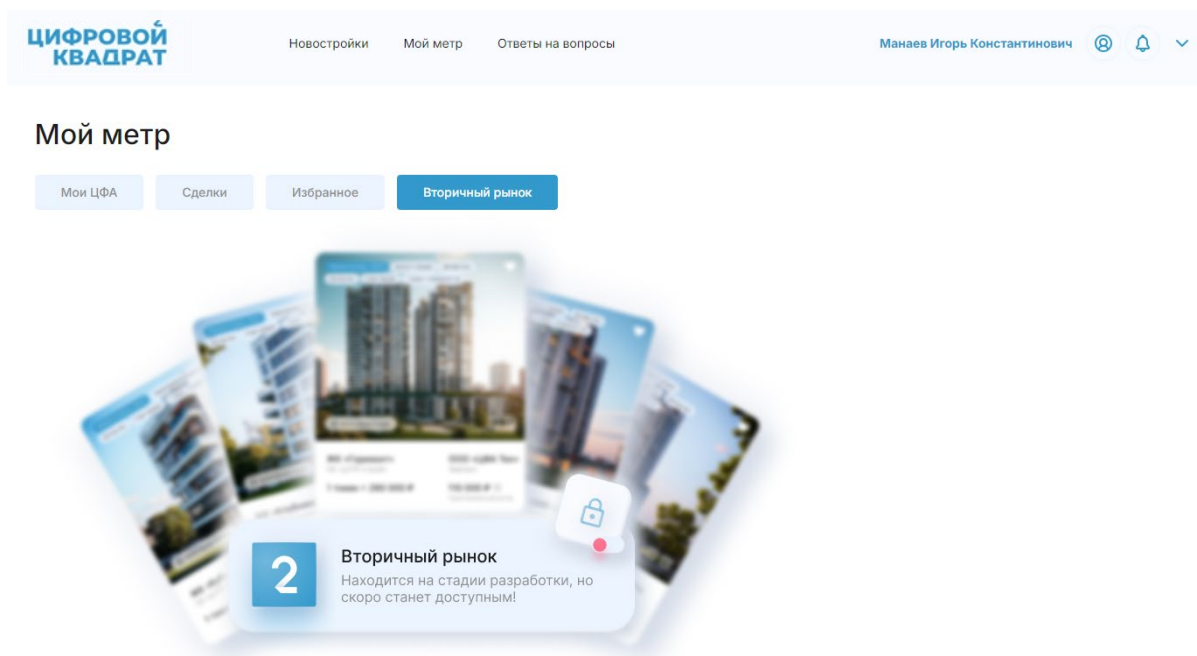 ЦИФРОВОЙ
КВАДРАТ
Новостройки Мой метр Ответы на вопросы
Манаев Игорь Константинович
Мой метр
Мои ЦФА Сделки Избранное Вторичный рынок
2
Вторичный рынок
Находится на стадии разработки, но
скоро станет доступным!